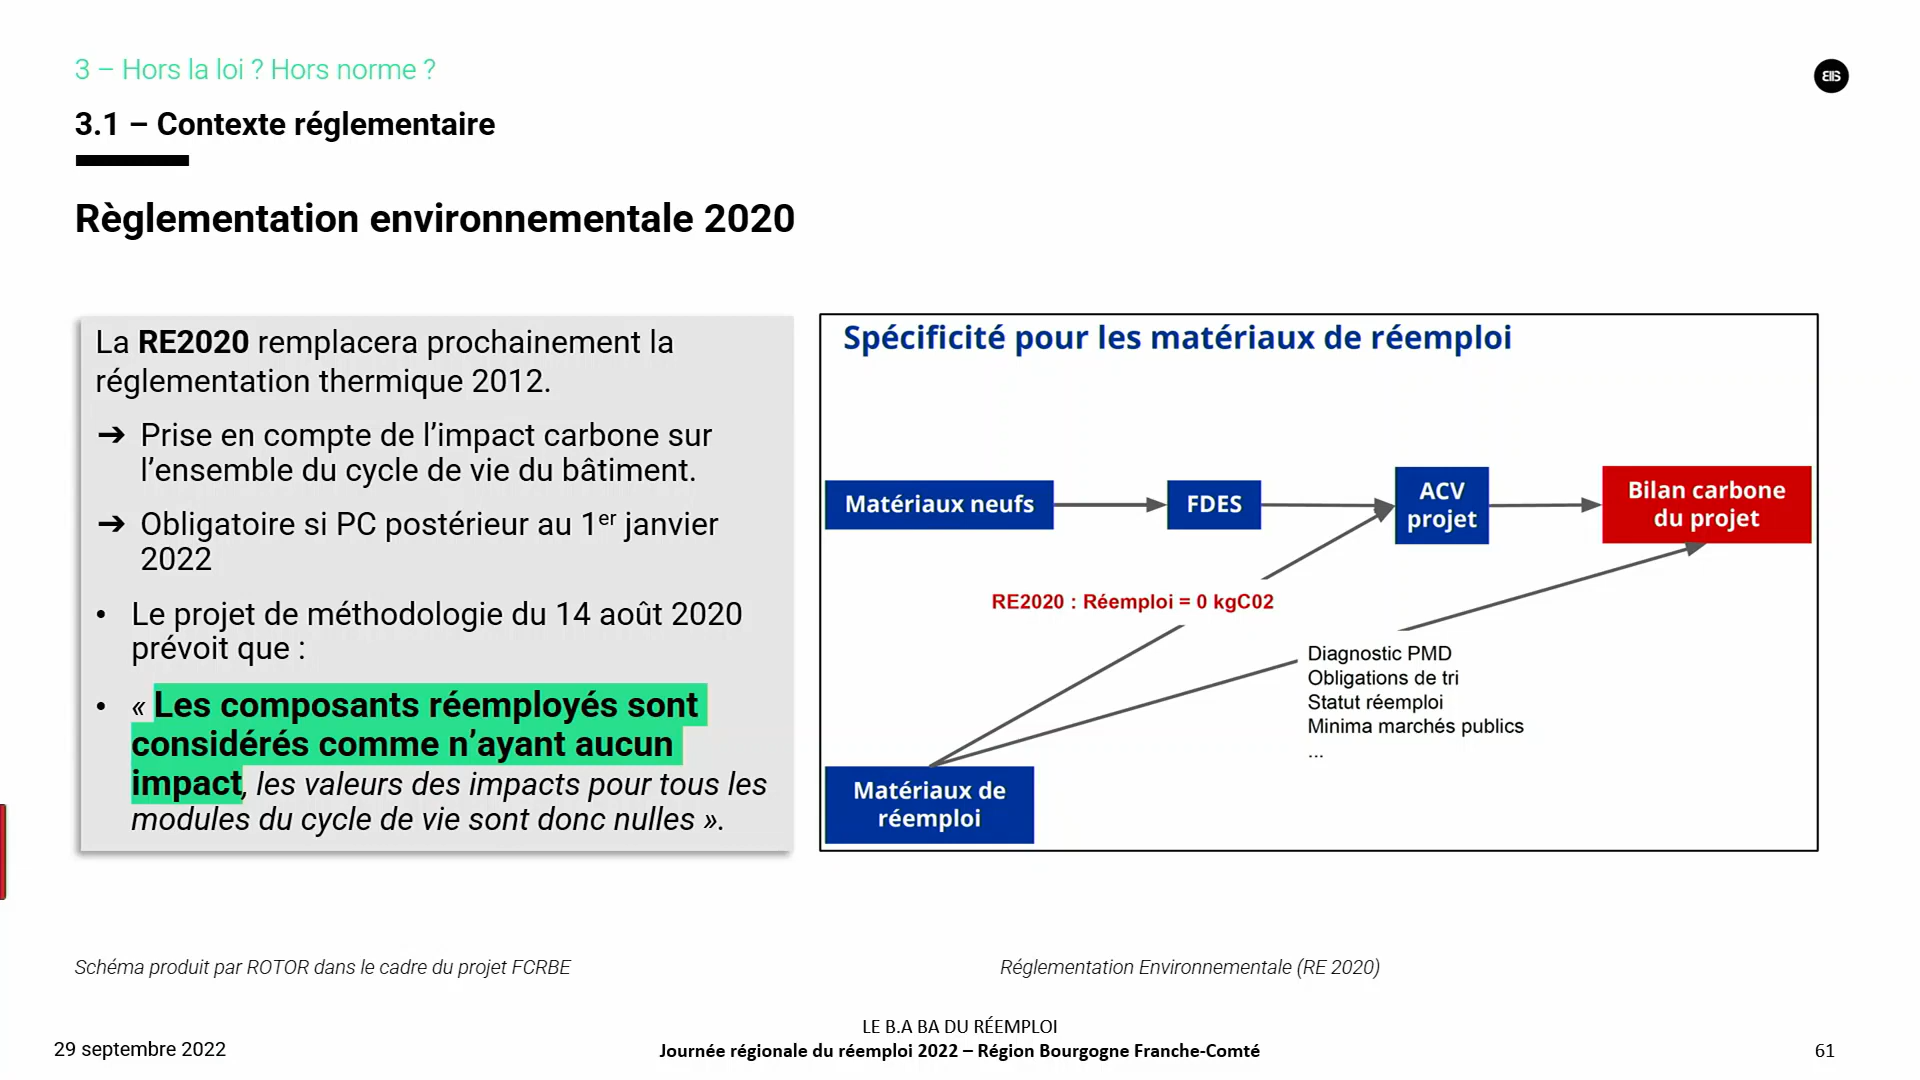 3 – Hors la loi ? Hors norme ?
3.1 – Contexte réglementaire
Règlementation environnementale 2020
La RE2020 remplacera prochainement la
réglementation thermique 2012.
➔ Prise en compte de l’impact carbone sur
l’ensemble du cycle de vie du bâtiment.
➔ Obligatoire si PC postérieur au 1er janvier
2022
• Le projet de méthodologie du 14 août 2020
prévoit que :
• « Les composants réemployés sont
considérés comme n’ayant aucun
impact, les valeurs des impacts pour tous les
modules du cycle de vie sont donc nulles ».
Spécificité pour les matériaux de réemploi
Matériaux neufs
FDES
ACV
projet
Bilan carbone
du projet
RE2020 : Réemploi = 0 kgC02
Diagnostic PMD
Obligations de tri
Statut réemploi
Minima marchés publics
...
Matériaux de
réemploi
Schéma produit par ROTOR dans le cadre du projet FCRBE
Réglementation Environnementale (RE 2020)
29 septembre 2022
LE B.A BA DU RÉEMPLOI
Journée régionale du réemploi 2022 – Région Bourgogne Franche-Comté
61